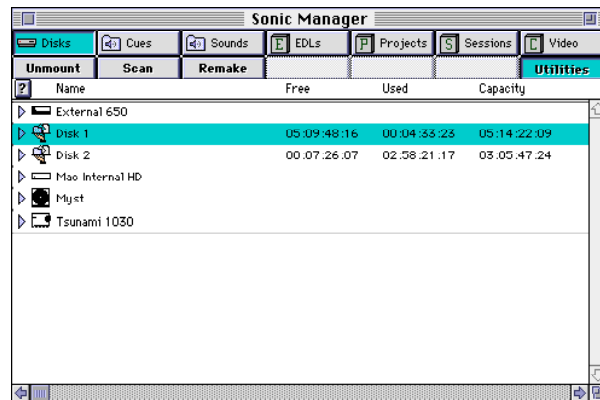 Sonic Manager
Disks Cues Sounds E EDLs P Projects S Sessions C Video
Unmount Scan Remake Utilities
? Name Free Used Capacity
External 650
Disk 1 05:09:48:16 00:04:33:23 05:14:22:09
Disk 2 00.07.26.07 02.58.21.17 03.05.47.24
Mac Internal HD
Myst
Tsunami 1030